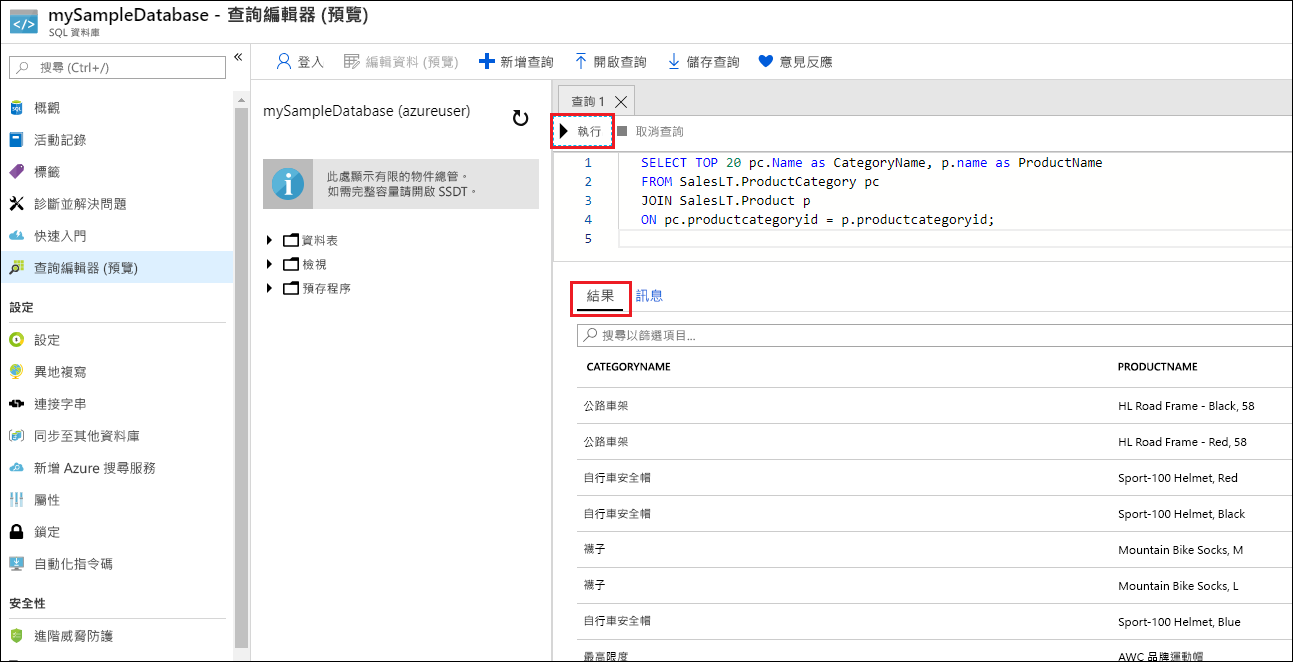 mySampleDatabase - 查詢編輯器 (預覽)
SQL 資料庫
搜尋 (Ctrl+/)
«
概觀
活動記錄
標籤
診斷並解決問題
快速入門
查詢編輯器 (預覽)
設定
設定
異地複寫
連接字串
同步至其他資料庫
新增 Azure 搜尋服務
屬性
鎖定
自動化指令碼
安全性
進階威脅防護
登入 編輯資料 (預覽) 新增查詢 開啟查詢 儲存查詢 意見反應
mySampleDatabase (azureuser)
此處顯示有限的物件總管。
如需完整容量請開啟 SSDT。
資料表
檢視
預存程序
查詢 1
執行 取消查詢
1 SELECT TOP 20 pc.Name as CategoryName, p.name as ProductName
2 FROM SalesLT.ProductCategory pc
3 JOIN SalesLT.Product p
4 ON pc.productcategoryid = p.productcategoryid;
5
結果 訊息
搜尋以篩選項目...
CATEGORYNAME PRODUCTNAME
公路車架 HL Road Frame - Black, 58
公路車架 HL Road Frame - Red, 58
自行車安全帽 Sport-100 Helmet, Red
自行車安全帽 Sport-100 Helmet, Black
襪子 Mountain Bike Socks, M
襪子 Mountain Bike Socks, L
自行車安全帽 Sport-100 Helmet, Blue
最高限度 AWC 品牌運動帽